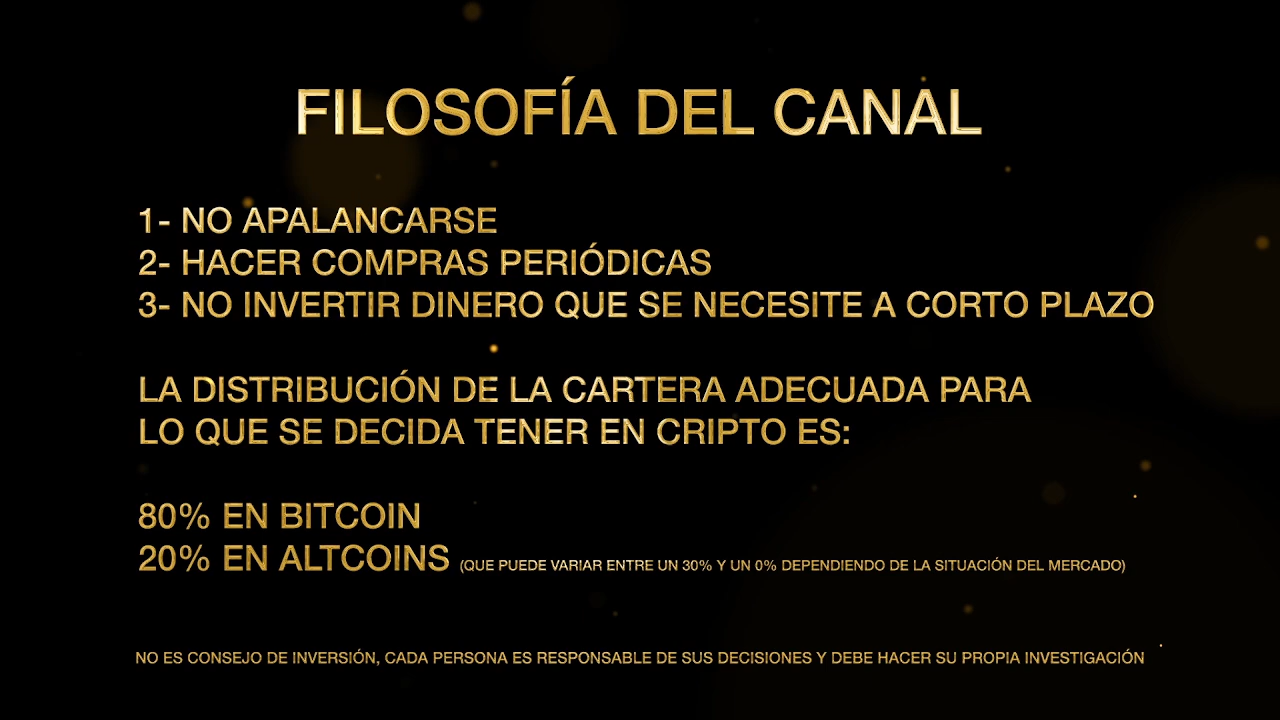 FILOSOFÍA DEL CANAL
1- NO APALANCARSE
2- HACER COMPRAS PERIÓDICAS
3- NO INVERTIR DINERO QUE SE NECESITE A CORTO PLAZO
LA DISTRIBUCIÓN DE LA CARTERA ADECUADA PARA
LO QUE SE DECIDA TENER EN CRIPTO ES:
80% EN BITCOIN
20% EN ALTCOINS (QUE PUEDE VARIAR ENTRE UN 30% Y UN 0% DEPENDIENDO DE LA SITUACIÓN DEL MERCADO)
NO ES CONSEJO DE INVERSIÓN, CADA PERSONA ES RESPONSABLE DE SUS DECISIONES Y DEBE HACER SU PROPIA INVESTIGACIÓN